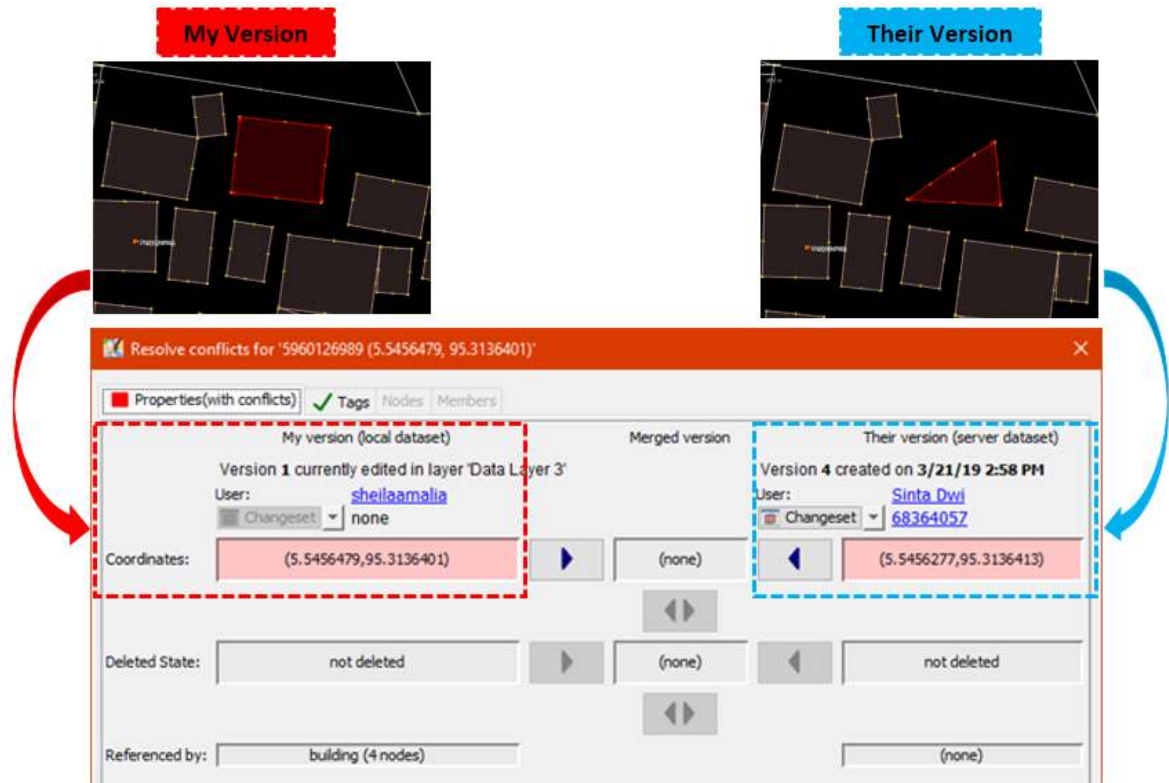 My Version
Their Version
Resolve conflicts for '5960126989 (5.5456479, 95.3136401)'
Properties(with conflicts) Tags Nodes Members
My version (local dataset) Merged version Their version (server dataset)
Version 1 currently edited in layer 'Data Layer 3' Version 4 created on 3/21/19 2:58 PM
User: sheilaamalia User: Sinta Dwi
Changeset none Changeset 68364057
Coordinates: (5.5456479,95.3136401) (none) (5.5456277,95.3136413)
Deleted State: not deleted (none) not deleted
Referenced by: building (4 nodes) (none)